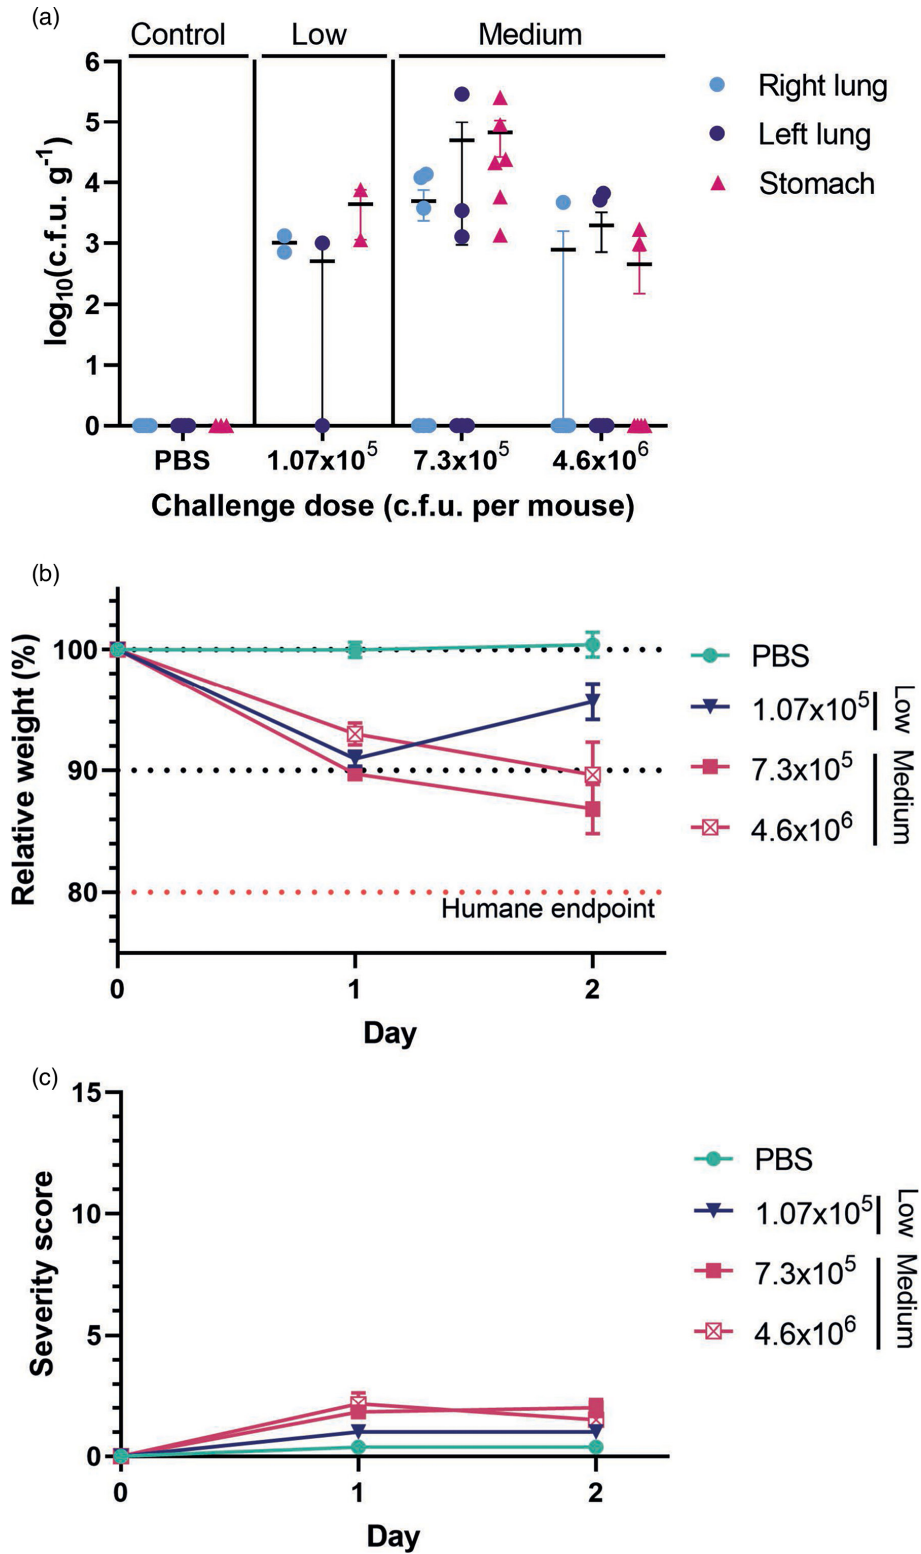 (a)
Control Low Medium
6
5
4
3
2
1
0
log10(c.f.u. g-1)
PBS 1.07x10^5 7.3x10^5 4.6x10^6
Challenge dose (c.f.u. per mouse)
Right lung
Left lung
Stomach
(b)
100
90
80
Relative weight (%)
Humane endpoint
0 1 2
Day
PBS
1.07x10^5
7.3x10^5
4.6x10^6
Low
Medium
(c)
15
10
5
0
Severity score
0 1 2
Day
PBS
1.07x10^5
7.3x10^5
4.6x10^6
Low
Medium